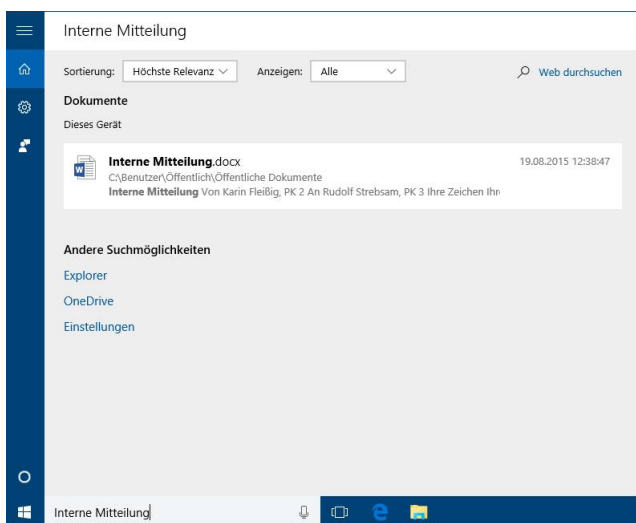 Interne Mitteilung
Sortierung: Höchste Relevanz Anzeigen: Alle Web durchsuchen
Dokumente
Dieses Gerät
Interne Mitteilung.docx 19.08.2015 12:38:47
C:\Benutzer\Öffentlich\Öffentliche Dokumente
Interne Mitteilung Von Karin Fleißig, PK 2 An Rudolf Strebsam, PK 3 Ihre Zeichen Ihr
Andere Suchmöglichkeiten
Explorer
OneDrive
Einstellungen
Interne Mitteilung